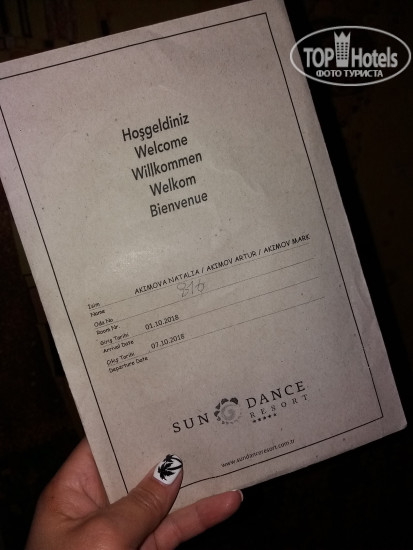 TOP Hotels
ФОТО ТУРИСТА
Hoşgeldiniz
Welcome
Willkommen
Welkom
Bienvenue
İsim
Name
AKIMOVA NATALIA / AKIMOV ARTUR / AKIMOV MARK
Oda No
Room Nr.
216
Giriş Tarihi
Arrival Date
01.10.2018
Çıkış Tarihi
Departure Date
07.10.2018
SUN DANCE
RESORT
★★★★★
www.sundanceresort.com.tr